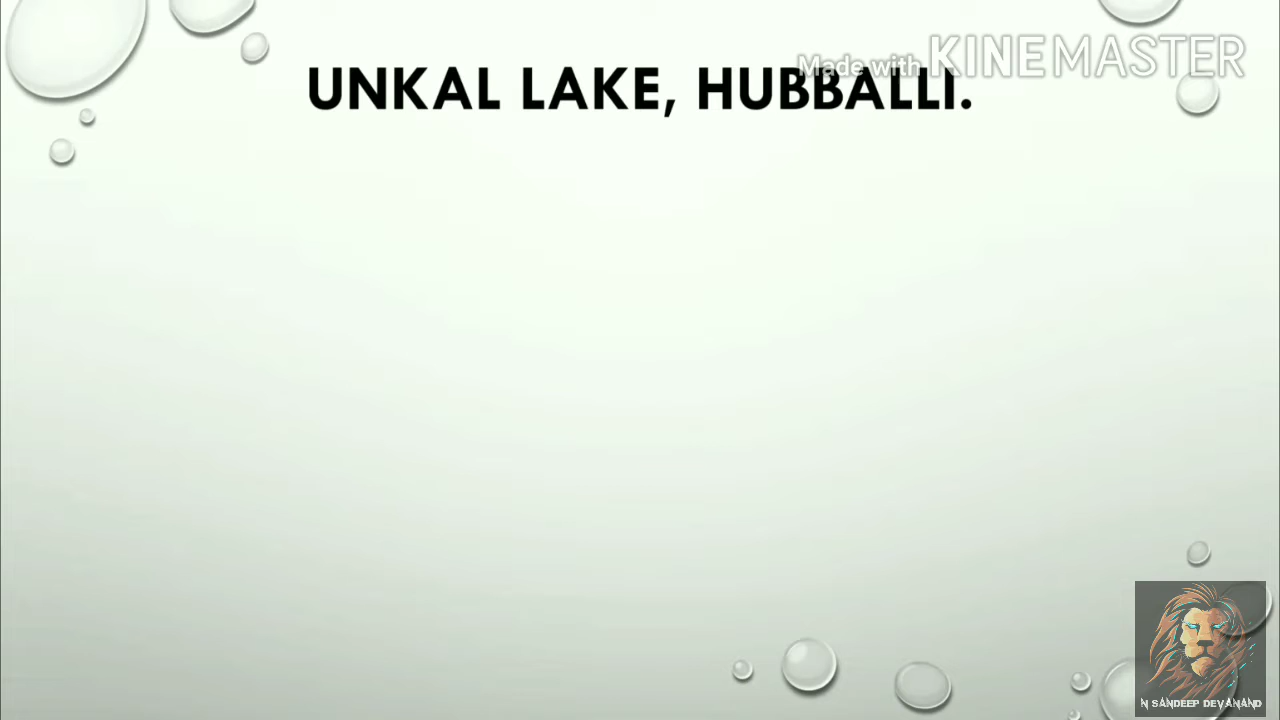 Made with KINEMASTER
UNKAL LAKE, HUBBALLI.
N SANDEEP DEVANAND